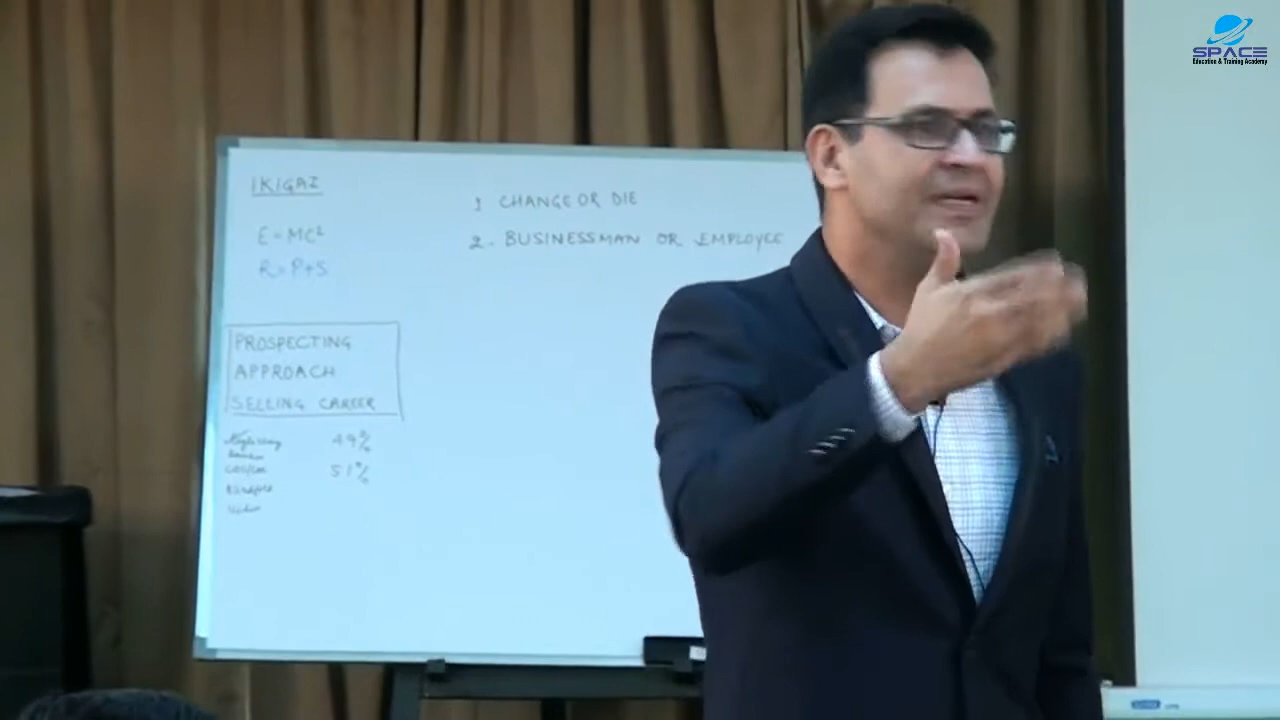 SPACE
Education & Training Academy
IKIGAI
E=MC²
R=P+S
1 CHANGE OR DIE
2- BUSINESSMAN OR EMPLOYEE
PROSPECTING
APPROACH
SELLING CAREER
49%
51%